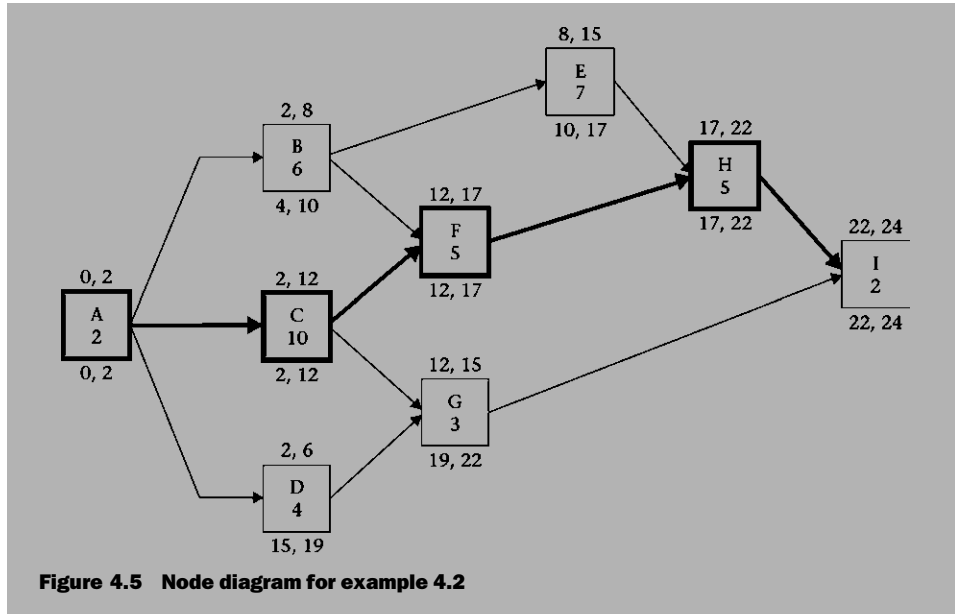 8, 15
E
7
10, 17
2, 8
B
6
4, 10
17, 22
H
5
17, 22
12, 17
F
5
12, 17
22, 24
I
2
22, 24
0, 2
A
2
0, 2
2, 12
C
10
2, 12
12, 15
G
3
19, 22
2, 6
D
4
15, 19
Figure 4.5 Node diagram for example 4.2